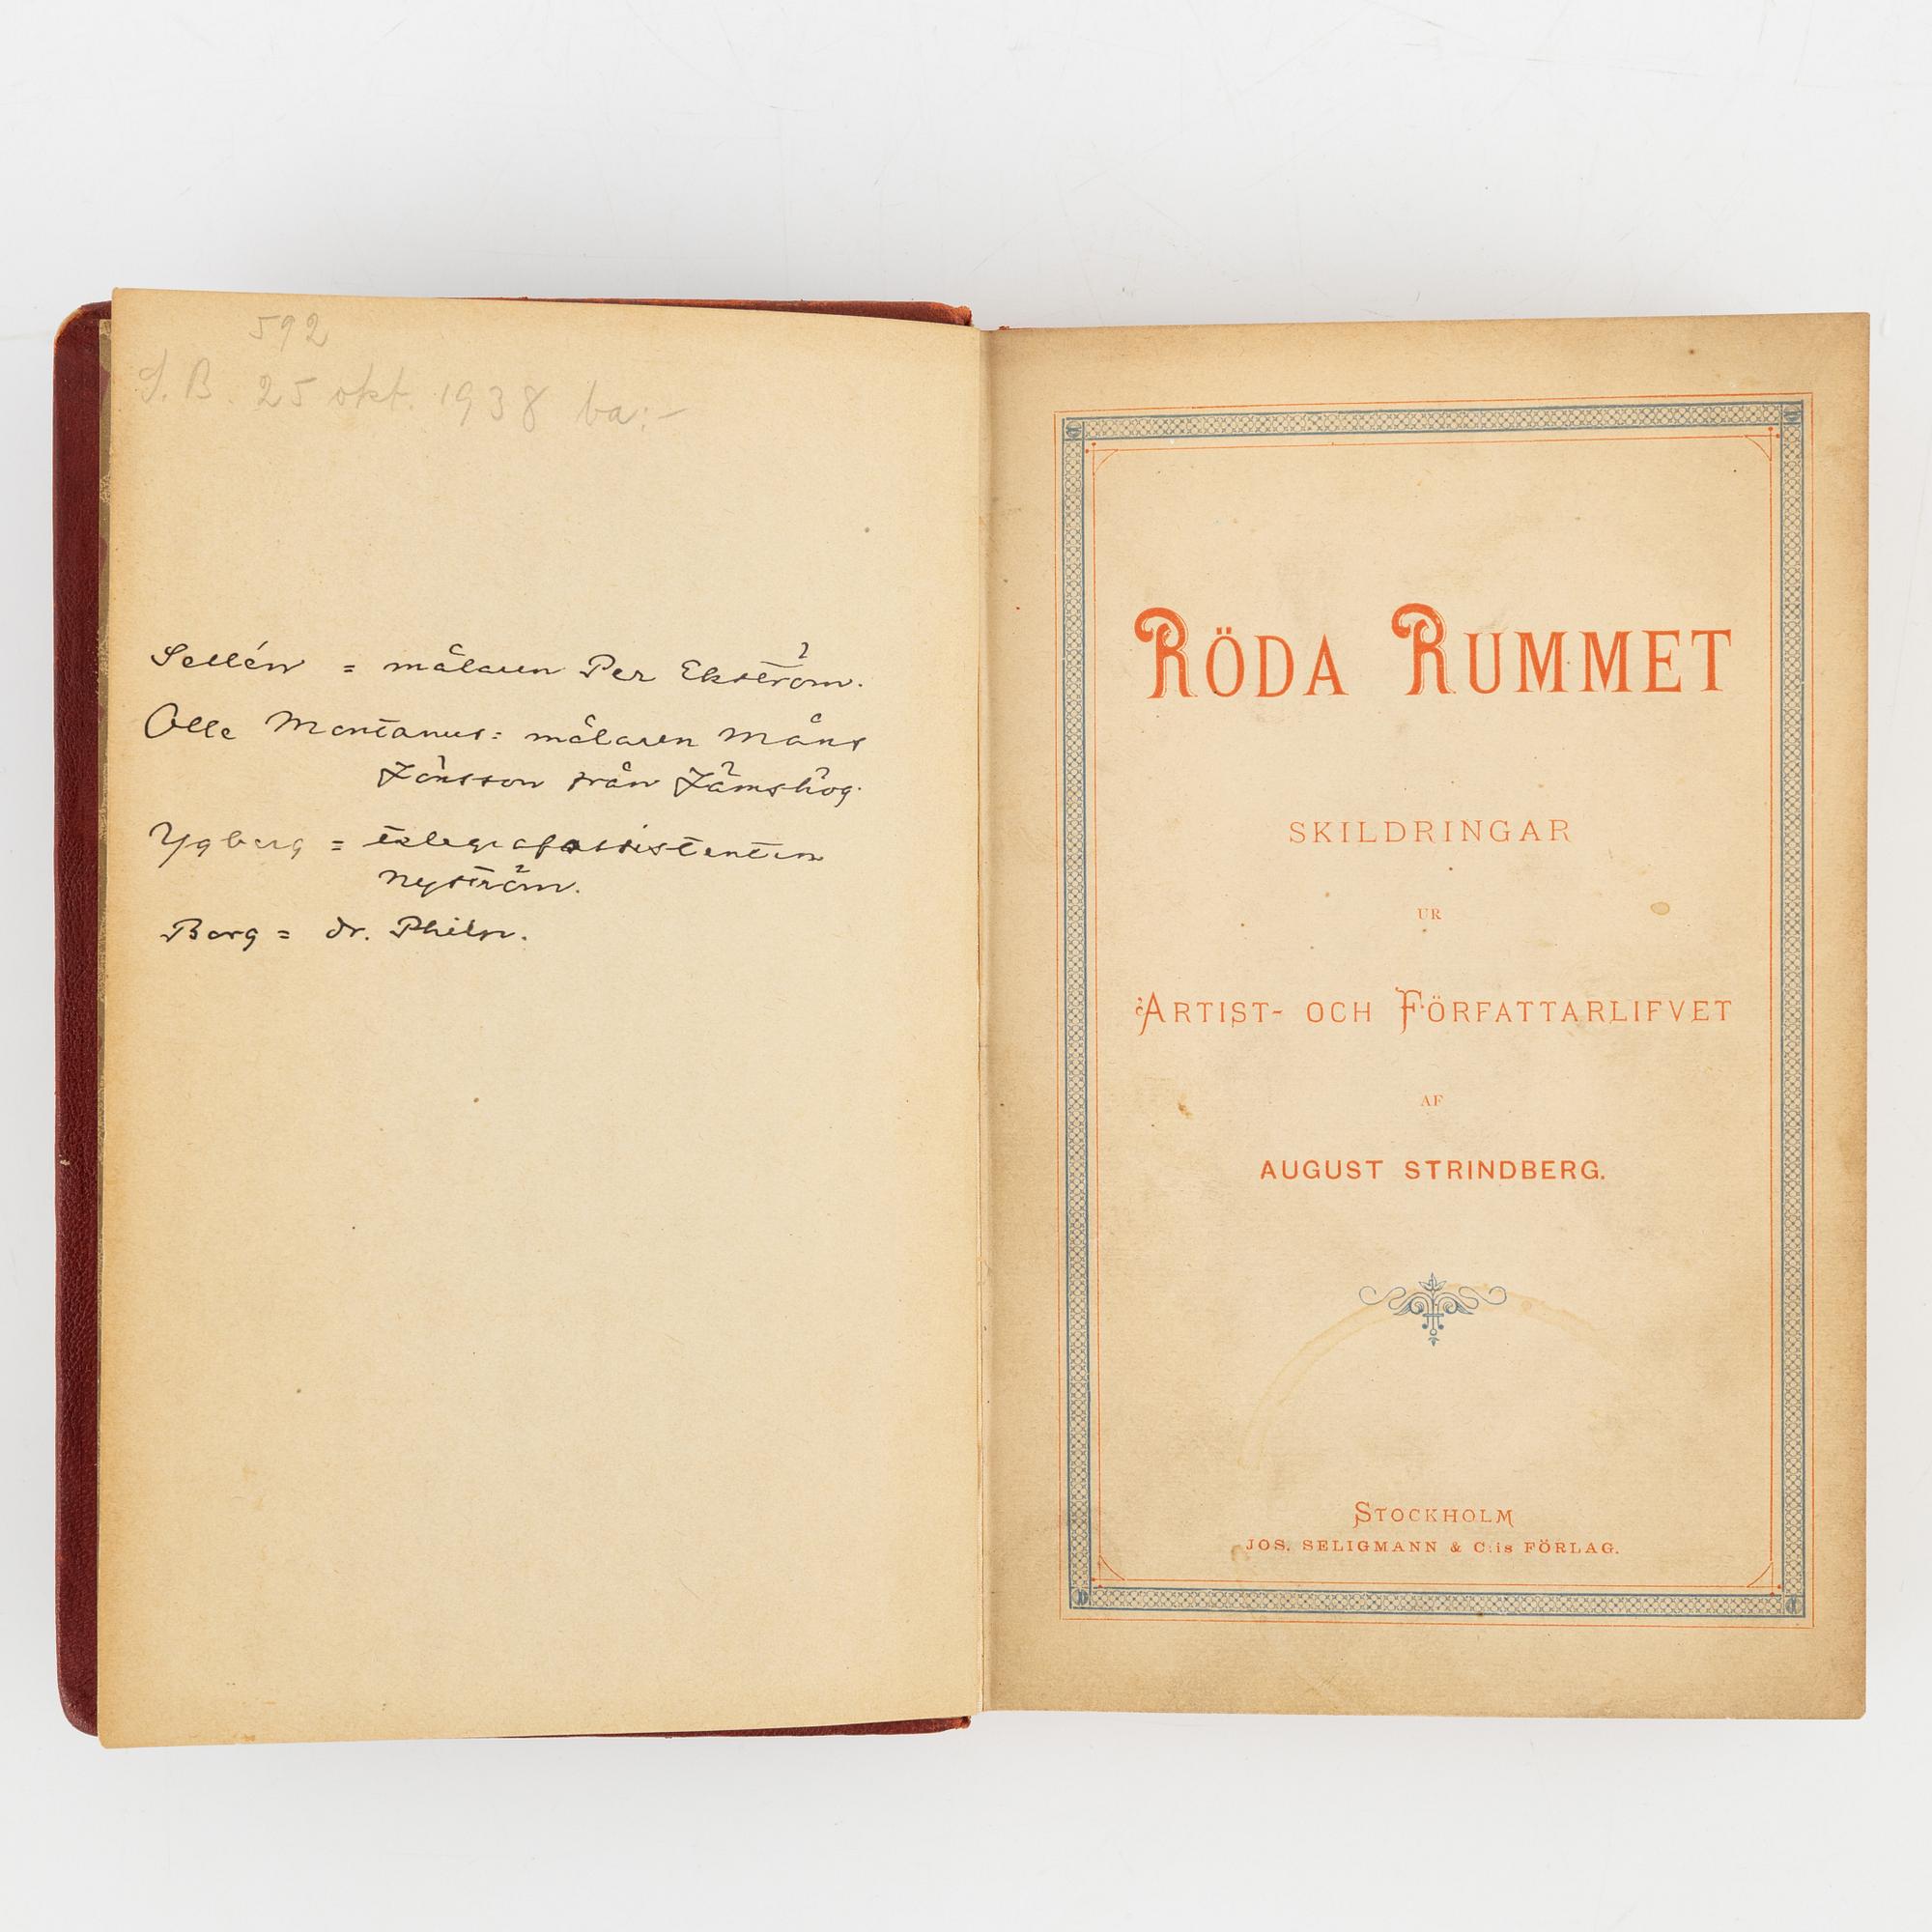 592
S. B. 25 okt. 1938 ba:-
Sellén = målaren Per Ekström.
Olle Montanus = målaren Måns
Jönsson från Jämshög.
Ygberg = telegrafassistenten
Nyström.
Borg = dr. Philp.
RÖDA RUMMET
SKILDRINGAR
UR
ARTIST- OCH FÖRFATTARLIFVET
AF
AUGUST STRINDBERG.
STOCKHOLM
JOS. SELIGMANN & C:is FÖRLAG.